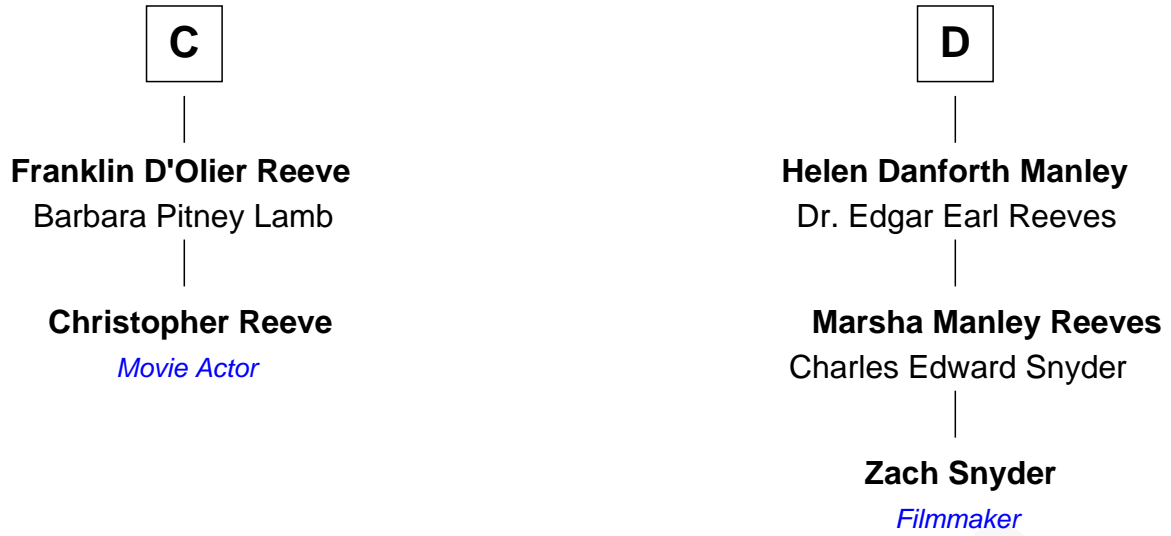 C
Franklin D'Olier Reeve
Barbara Pitney Lamb
Christopher Reeve
Movie Actor
D
Helen Danforth Manley
Dr. Edgar Earl Reeves
Marsha Manley Reeves
Charles Edward Snyder
Zach Snyder
Filmmaker